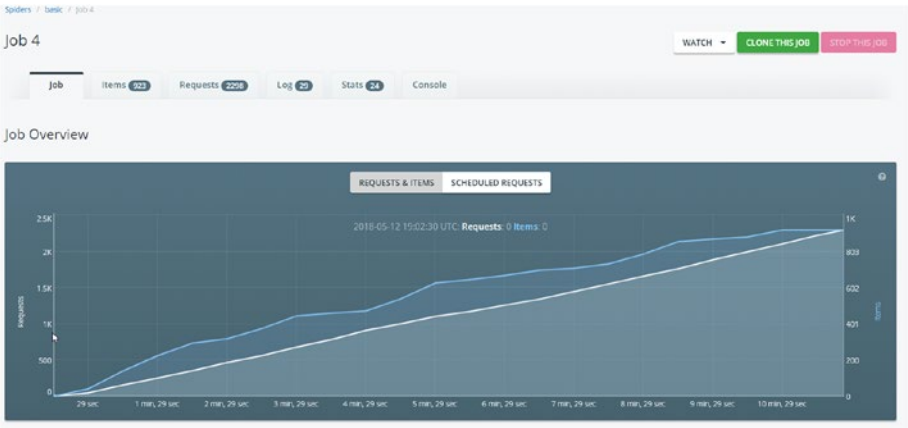 Spiders / basic / Job 4
Job 4
WATCH
CLONE THIS JOB
STOP THIS JOB
Job
Items 923
Requests 2298
Log 29
Stats 24
Console
Job Overview
REQUESTS & ITEMS
SCHEDULED REQUESTS
2018-05-12 19:02:30 UTC: Requests: 0 Items: 0
2.5K
2K
1.5K
1K
500
0
Requests
1K
803
602
401
200
0
Items
29 sec
1 min, 29 sec
2 min, 29 sec
3 min, 29 sec
4 min, 29 sec
5 min, 29 sec
6 min, 29 sec
7 min, 29 sec
8 min, 29 sec
9 min, 29 sec
10 min, 29 sec